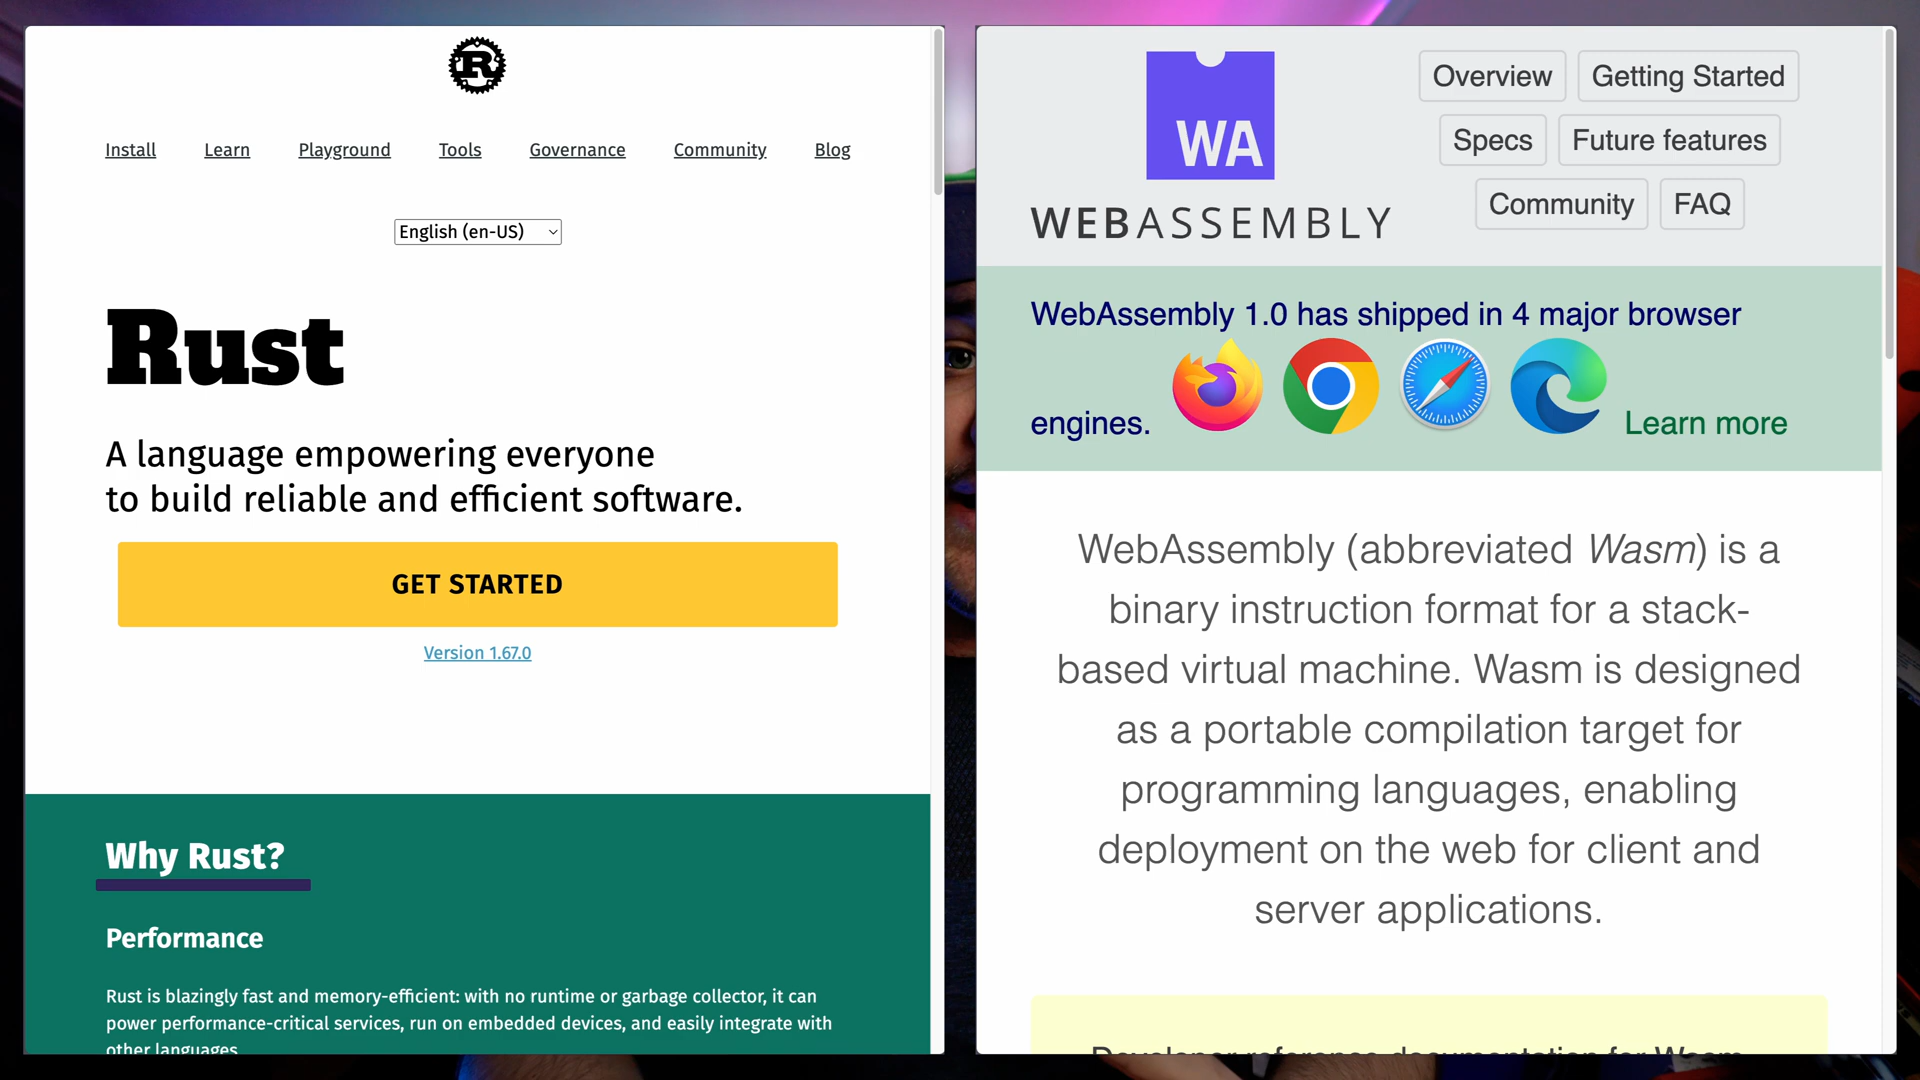 R
Install Learn Playground Tools Governance Community Blog
English (en-US)
Rust
A language empowering everyone
to build reliable and efficient software.
GET STARTED
Version 1.67.0
Why Rust?
Performance
Rust is blazingly fast and memory-efficient: with no runtime or garbage collector, it can
power performance-critical services, run on embedded devices, and easily integrate with
other languages
WA
WEBASSEMBLY
Overview Getting Started
Specs Future features
Community FAQ
WebAssembly 1.0 has shipped in 4 major browser
engines. Learn more
WebAssembly (abbreviated Wasm) is a
binary instruction format for a stack-
based virtual machine. Wasm is designed
as a portable compilation target for
programming languages, enabling
deployment on the web for client and
server applications.
Developer reference documentation for Wasm